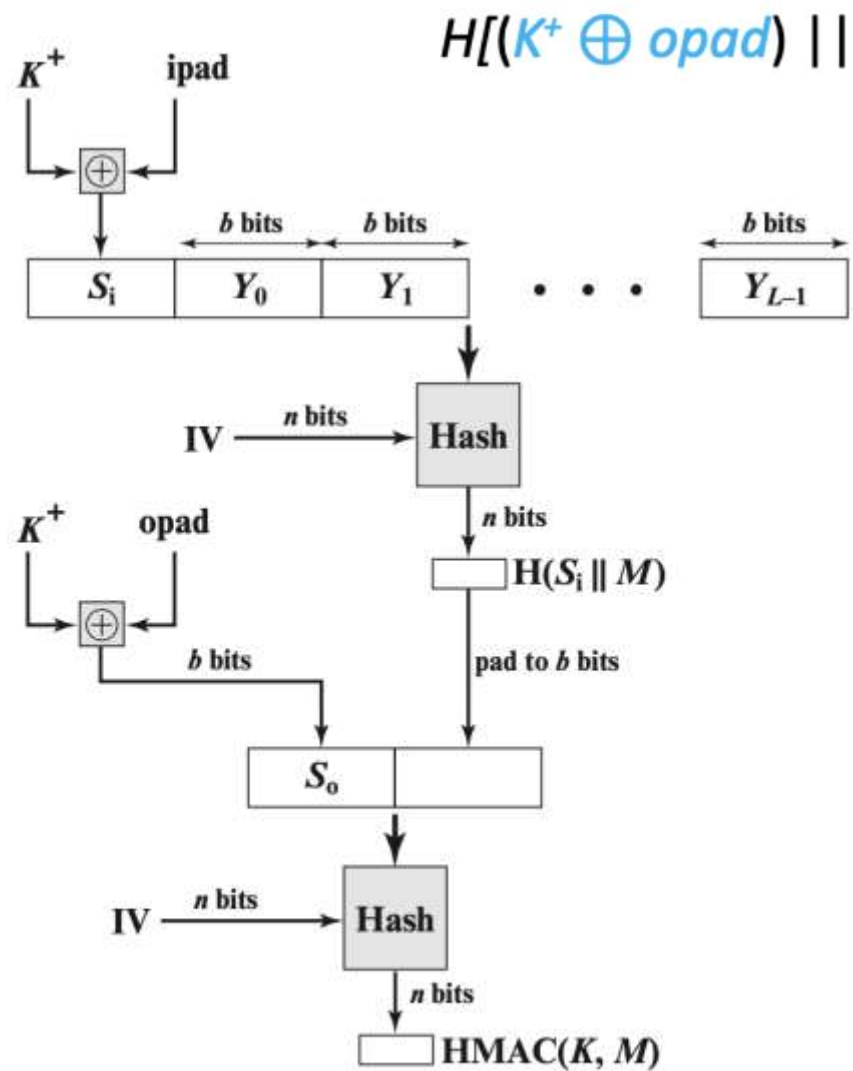 H[(K⁺ ⊕ opad) ||
K⁺ ipad
⊕
b bits b bits b bits
Sᵢ Y₀ Y₁ • • • Y_L–1
n bits
IV Hash
K⁺ opad
n bits
H(Sᵢ || M)
⊕
b bits
pad to b bits
Sₒ
n bits
IV Hash
n bits
HMAC(K, M)